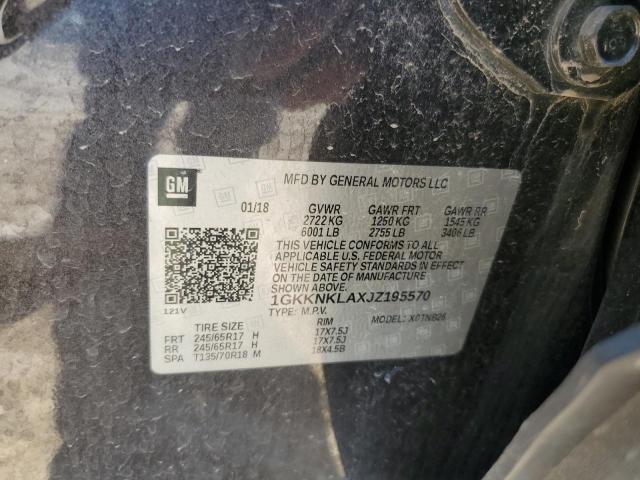 GM
MFD BY GENERAL MOTORS LLC
01/18 GVWR GAWR FRT GAWR RR
2722 KG 1250 KG 1545 KG
6001 LB 2755 LB 3406 LB
THIS VEHICLE CONFORMS TO ALL
APPLICABLE U.S. FEDERAL MOTOR
VEHICLE SAFETY STANDARDS IN
EFFECT ON THE DATE OF MANUFACTURE
SHOWN ABOVE.
1GKKNKLAXJZ195570
121V
TYPE: M.P.V. MODEL:
TIRE SIZE RIM
FRT 245/65R17 H 17X7.5J
RR 245/65R17 H 17X7.5J
SPA T135/70R18 M 18X4.5B